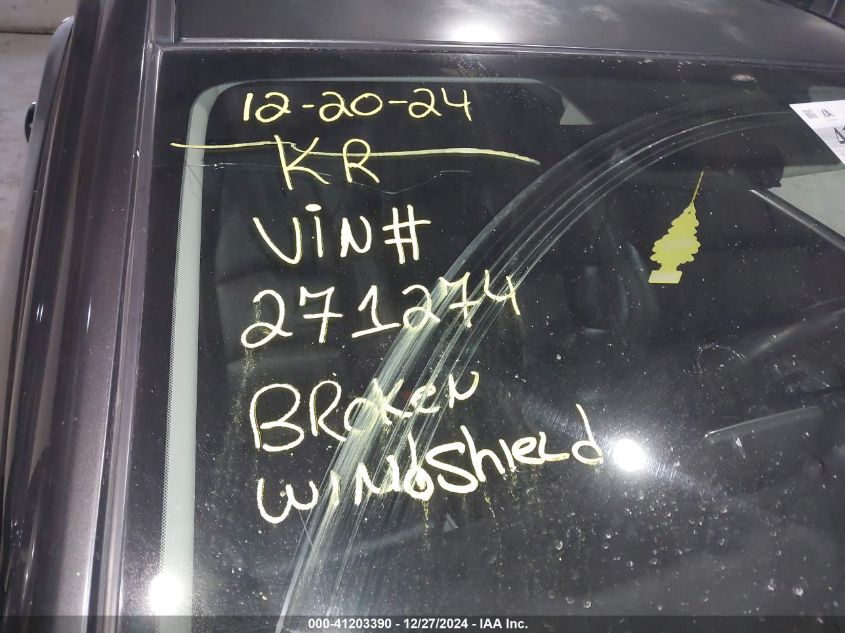 12-20-24
KR
VIN#
271274
BROKEN
WINdShIELd
000-41203390 - 12/27/2024 - IAA Inc.